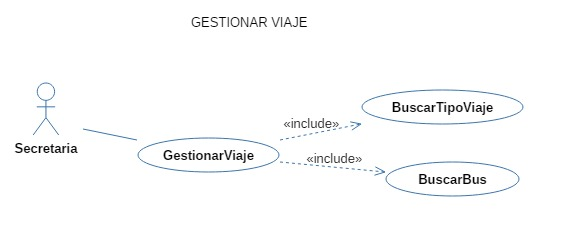 GESTIONAR VIAJE
BuscarTipoViaje
«include»
Secretaria
GestionarViaje
«include»
BuscarBus